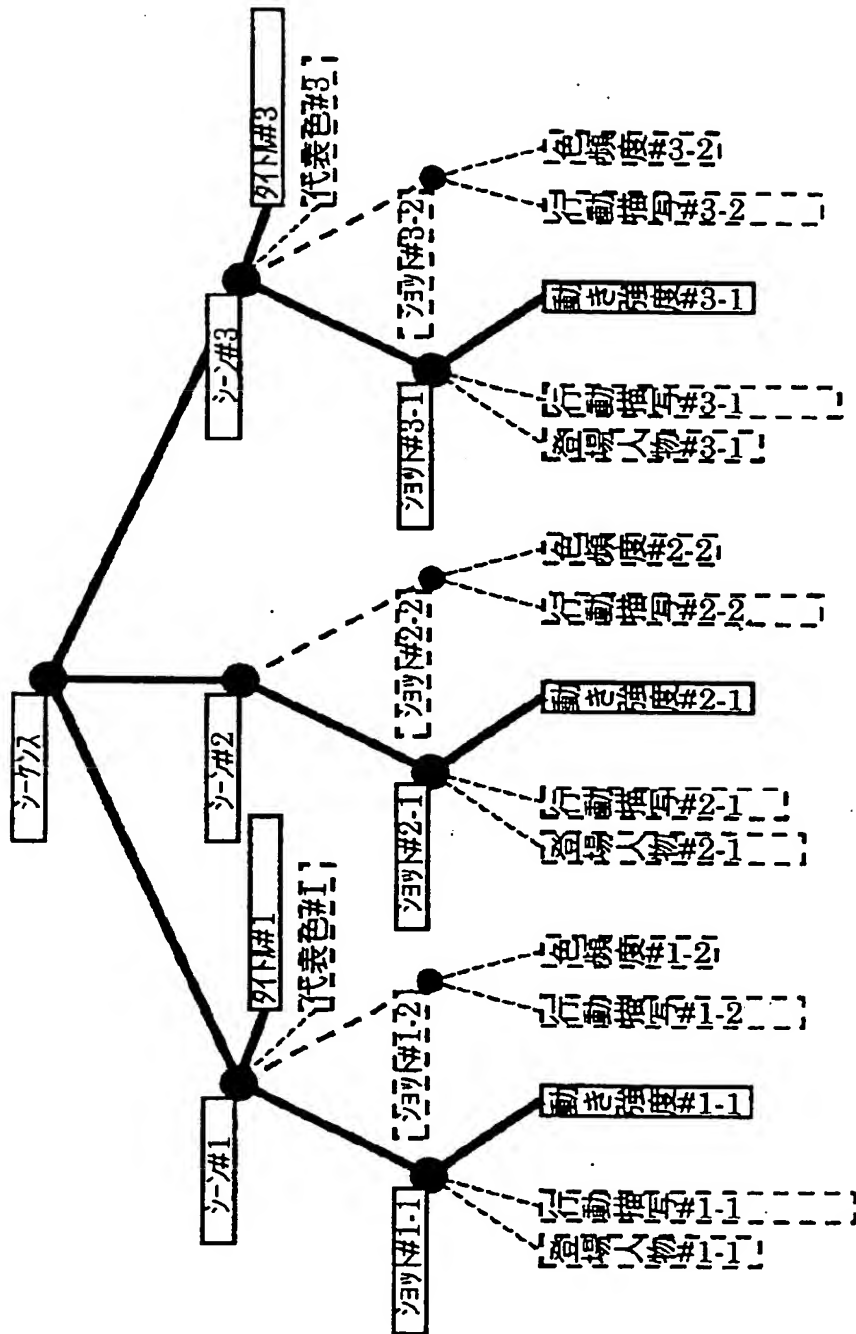 シーケンス
シーン#1
シーン#2
シーン#3
タイトル#1
代表色#1
タイトル#3
代表色#3
ショット#1-1
ショット#1-2
ショット#2-1
ショット#2-2
ショット#3-1
ショット#3-2
登場人物#1-1
行動描写#1-1
動き強度#1-1
行動描写#1-2
色頻度#1-2
登場人物#2-1
行動描写#2-1
動き強度#2-1
行動描写#2-2
色頻度#2-2
登場人物#3-1
行動描写#3-1
動き強度#3-1
行動描写#3-2
色頻度#3-2